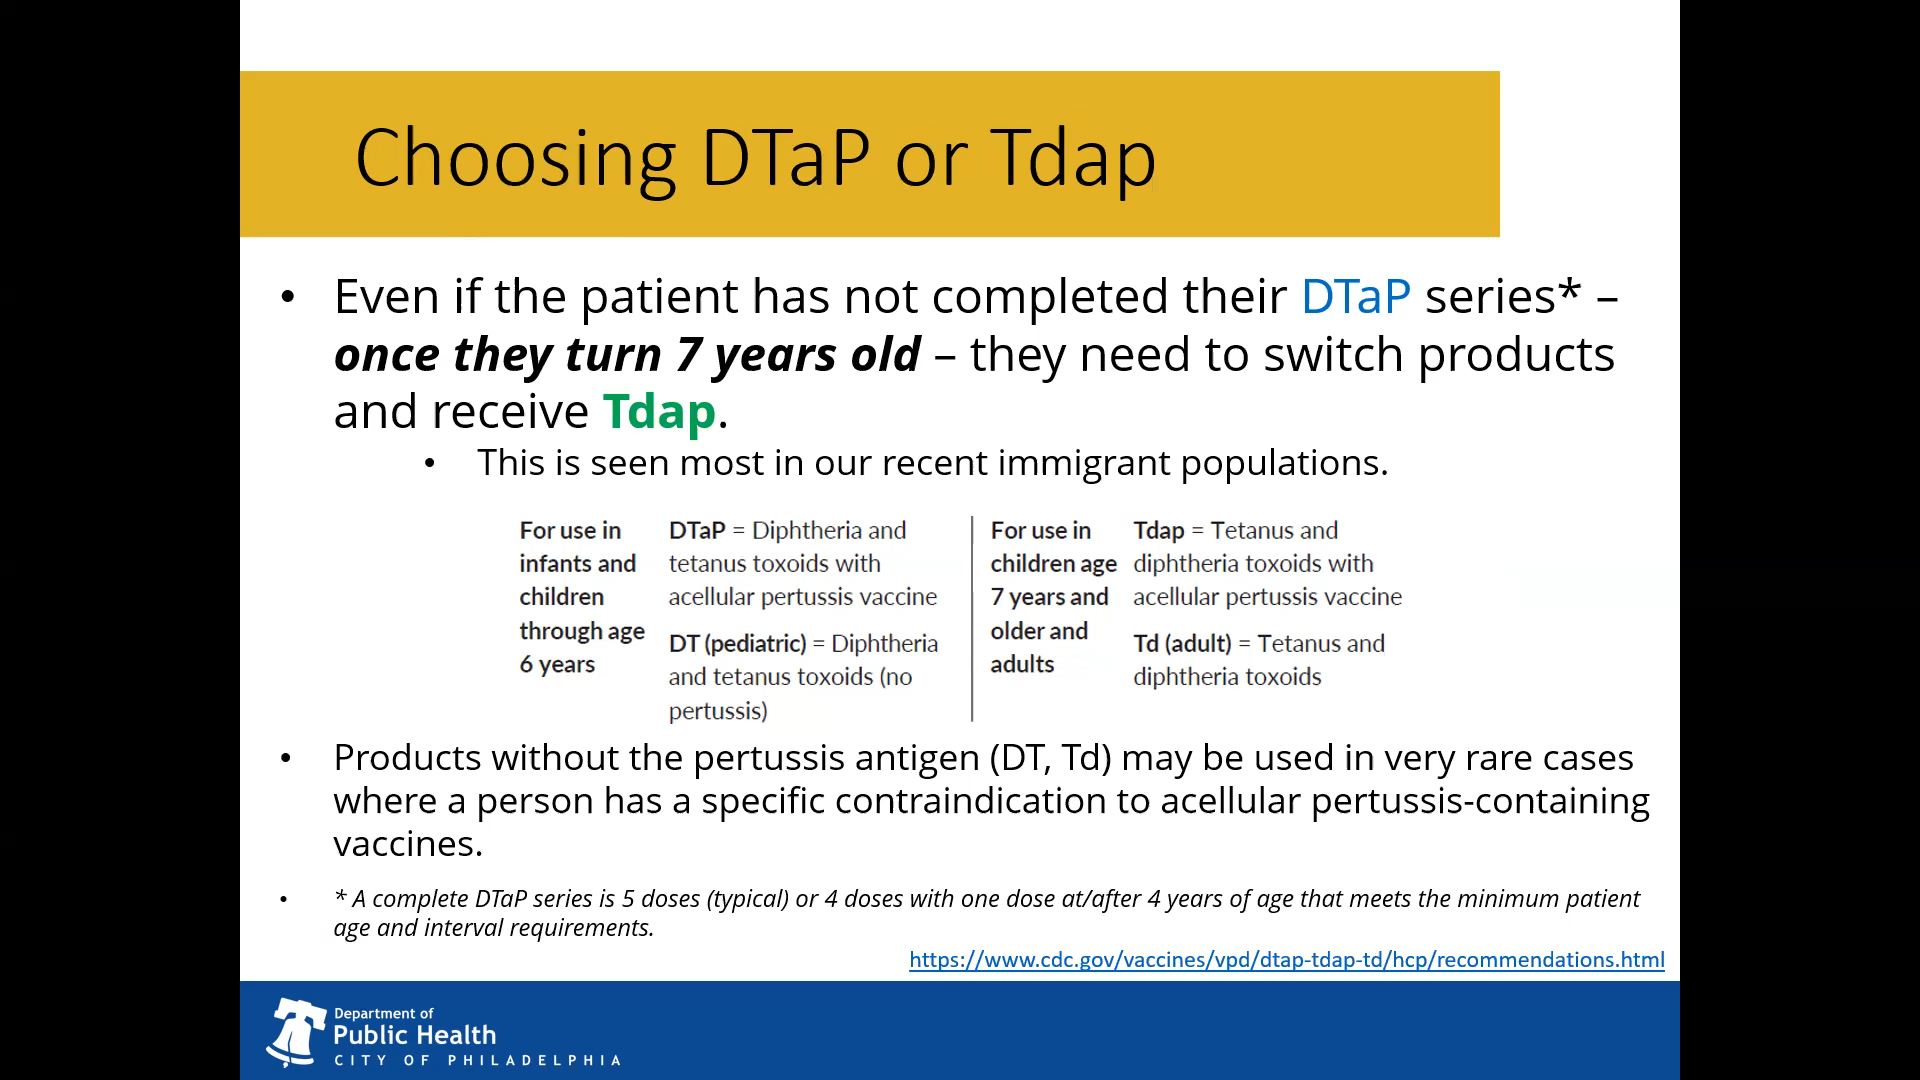 Choosing DTaP or Tdap
• Even if the patient has not completed their DTaP series* –
once they turn 7 years old – they need to switch products
and receive Tdap.
• This is seen most in our recent immigrant populations.
For use in
infants and
children
through age
6 years
DTaP = Diphtheria and
tetanus toxoids with
acellular pertussis vaccine
DT (pediatric) = Diphtheria
and tetanus toxoids (no
pertussis)
For use in
children age
7 years and
older and
adults
Tdap = Tetanus and
diphtheria toxoids with
acellular pertussis vaccine
Td (adult) = Tetanus and
diphtheria toxoids
• Products without the pertussis antigen (DT, Td) may be used in very rare cases
where a person has a specific contraindication to acellular pertussis-containing
vaccines.
• * A complete DTaP series is 5 doses (typical) or 4 doses with one dose at/after 4 years of age that meets the minimum patient
age and interval requirements.
https://www.cdc.gov/vaccines/vpd/dtap-tdap-td/hcp/recommendations.html
Department of
Public Health
CITY OF PHILADELPHIA